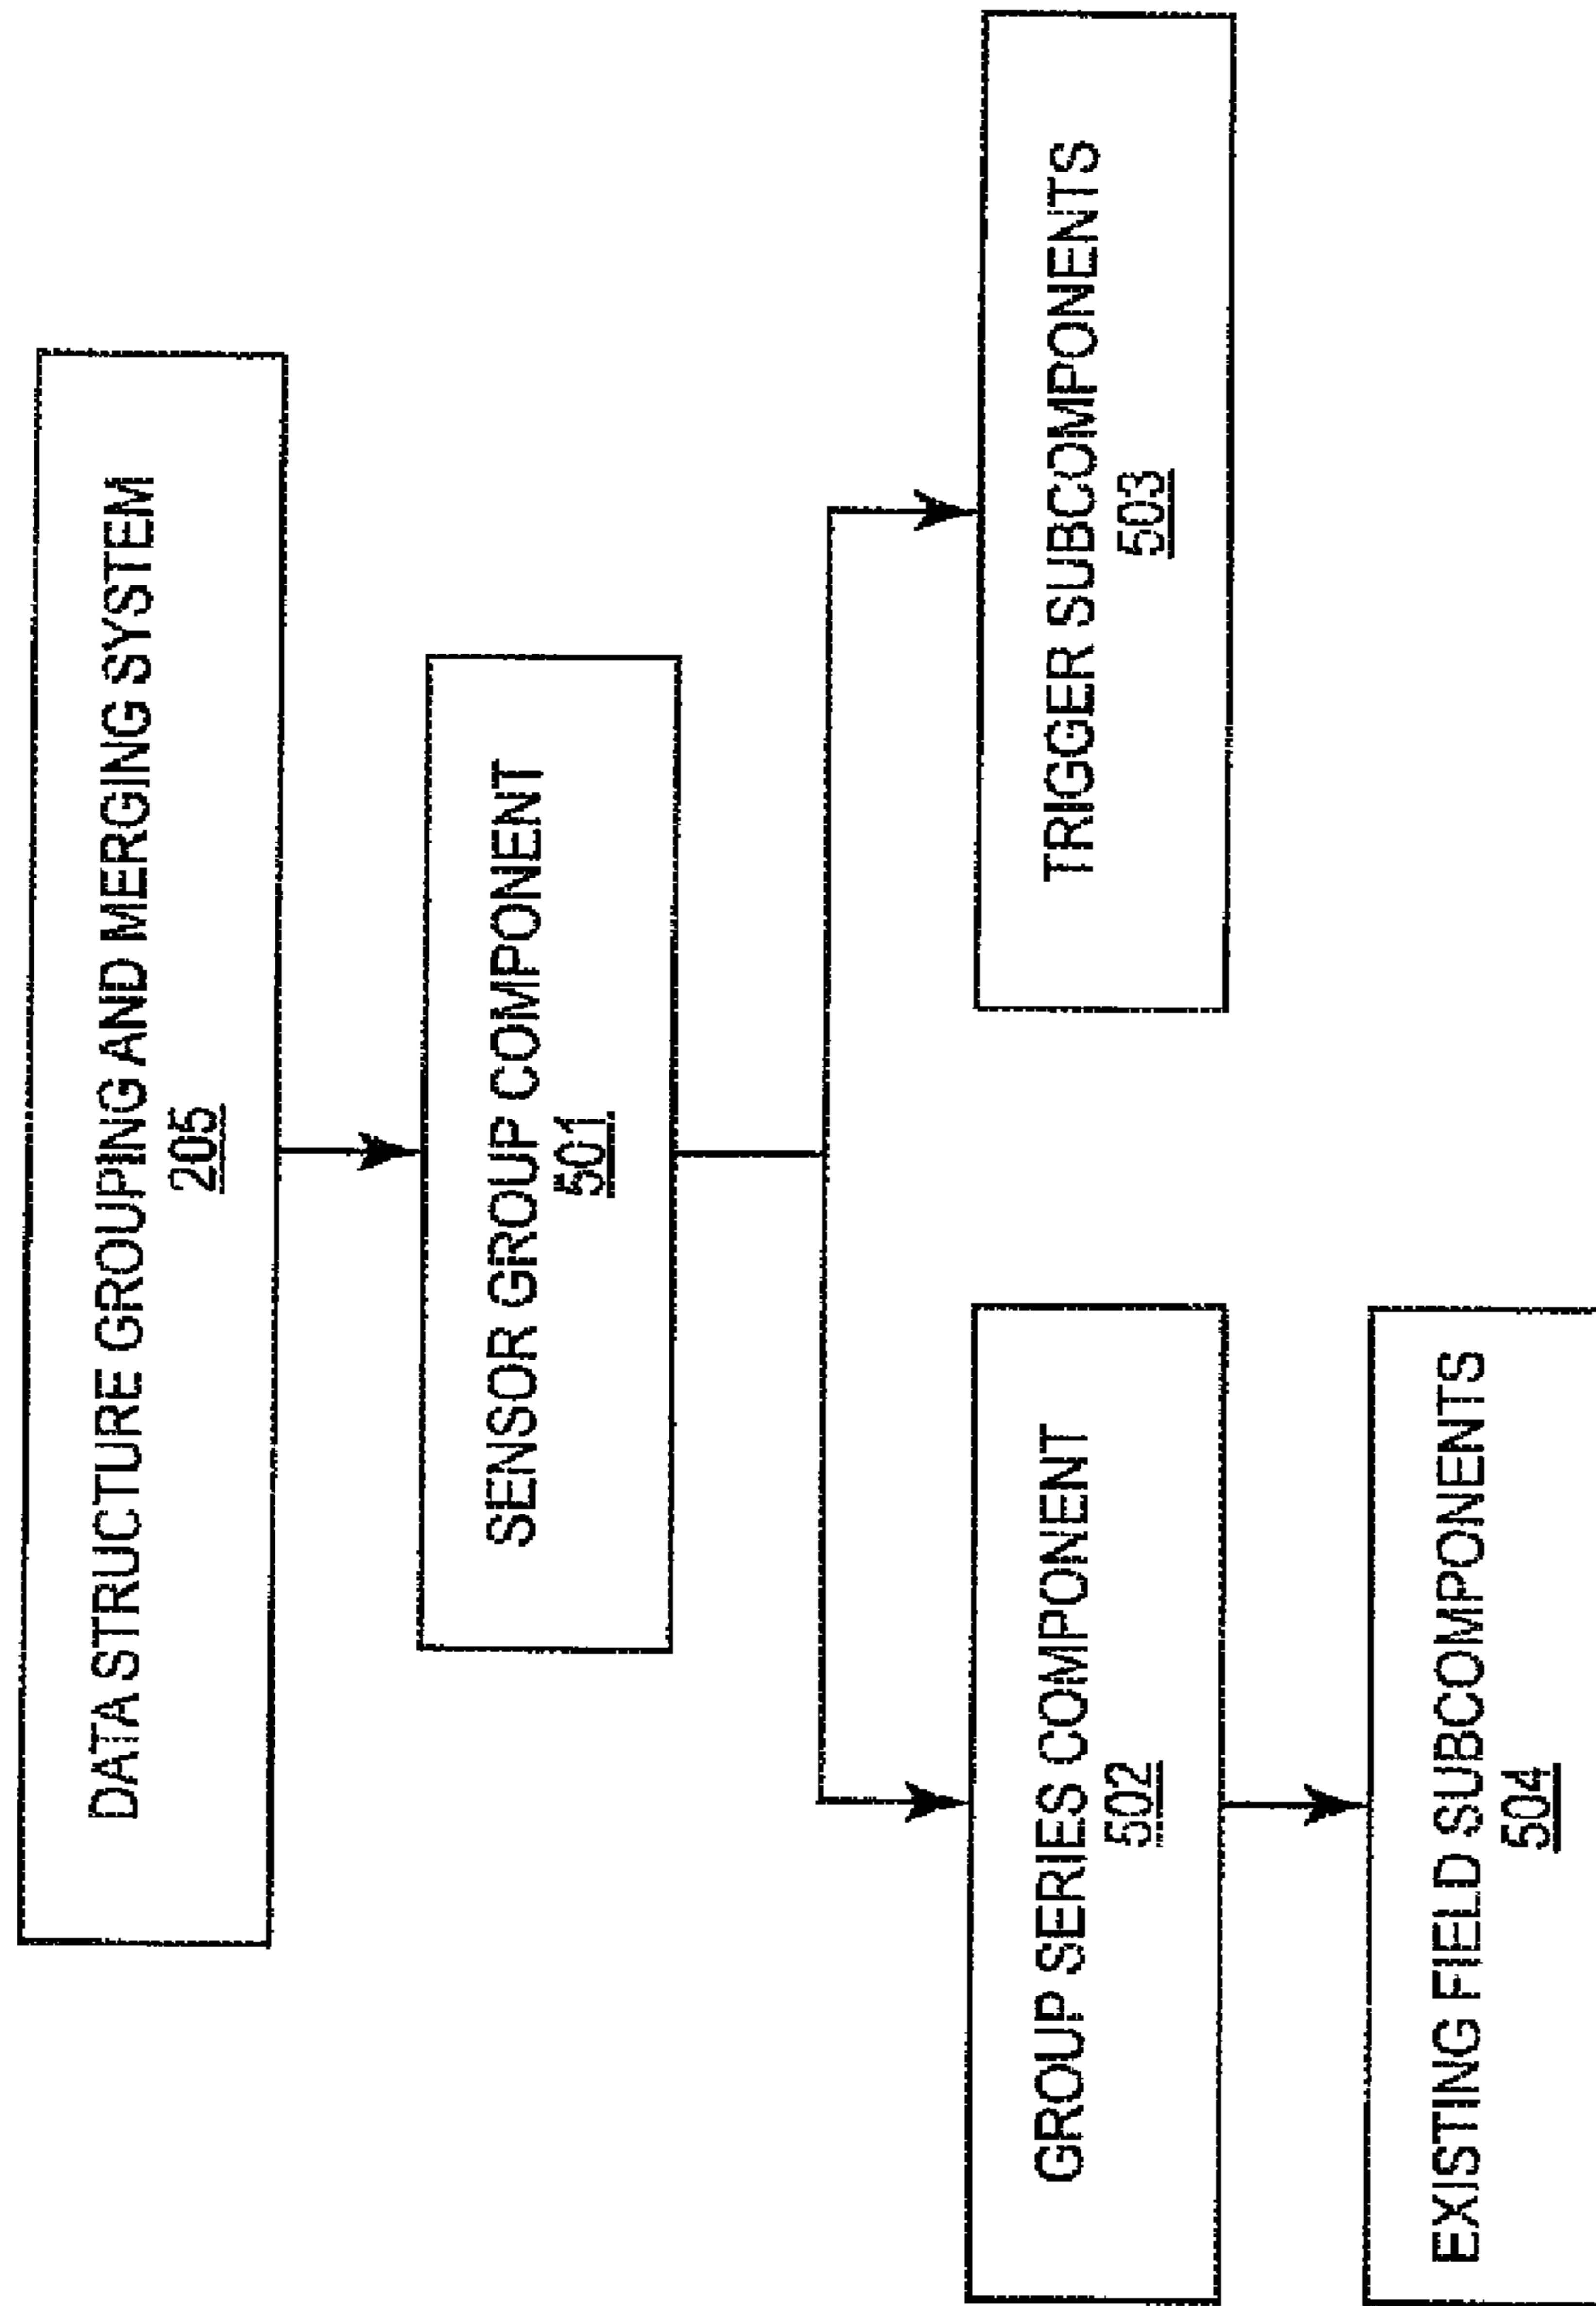 DATA STRUCTURE GROUPING AND MERGING SYSTEM
205
SENSOR GROUP COMPONENT
501
GROUP SERIES COMPONENT
502
TRIGGER SUBCOMPONENTS
503
EXISTING FIELD SUBCOMPONENTS
504